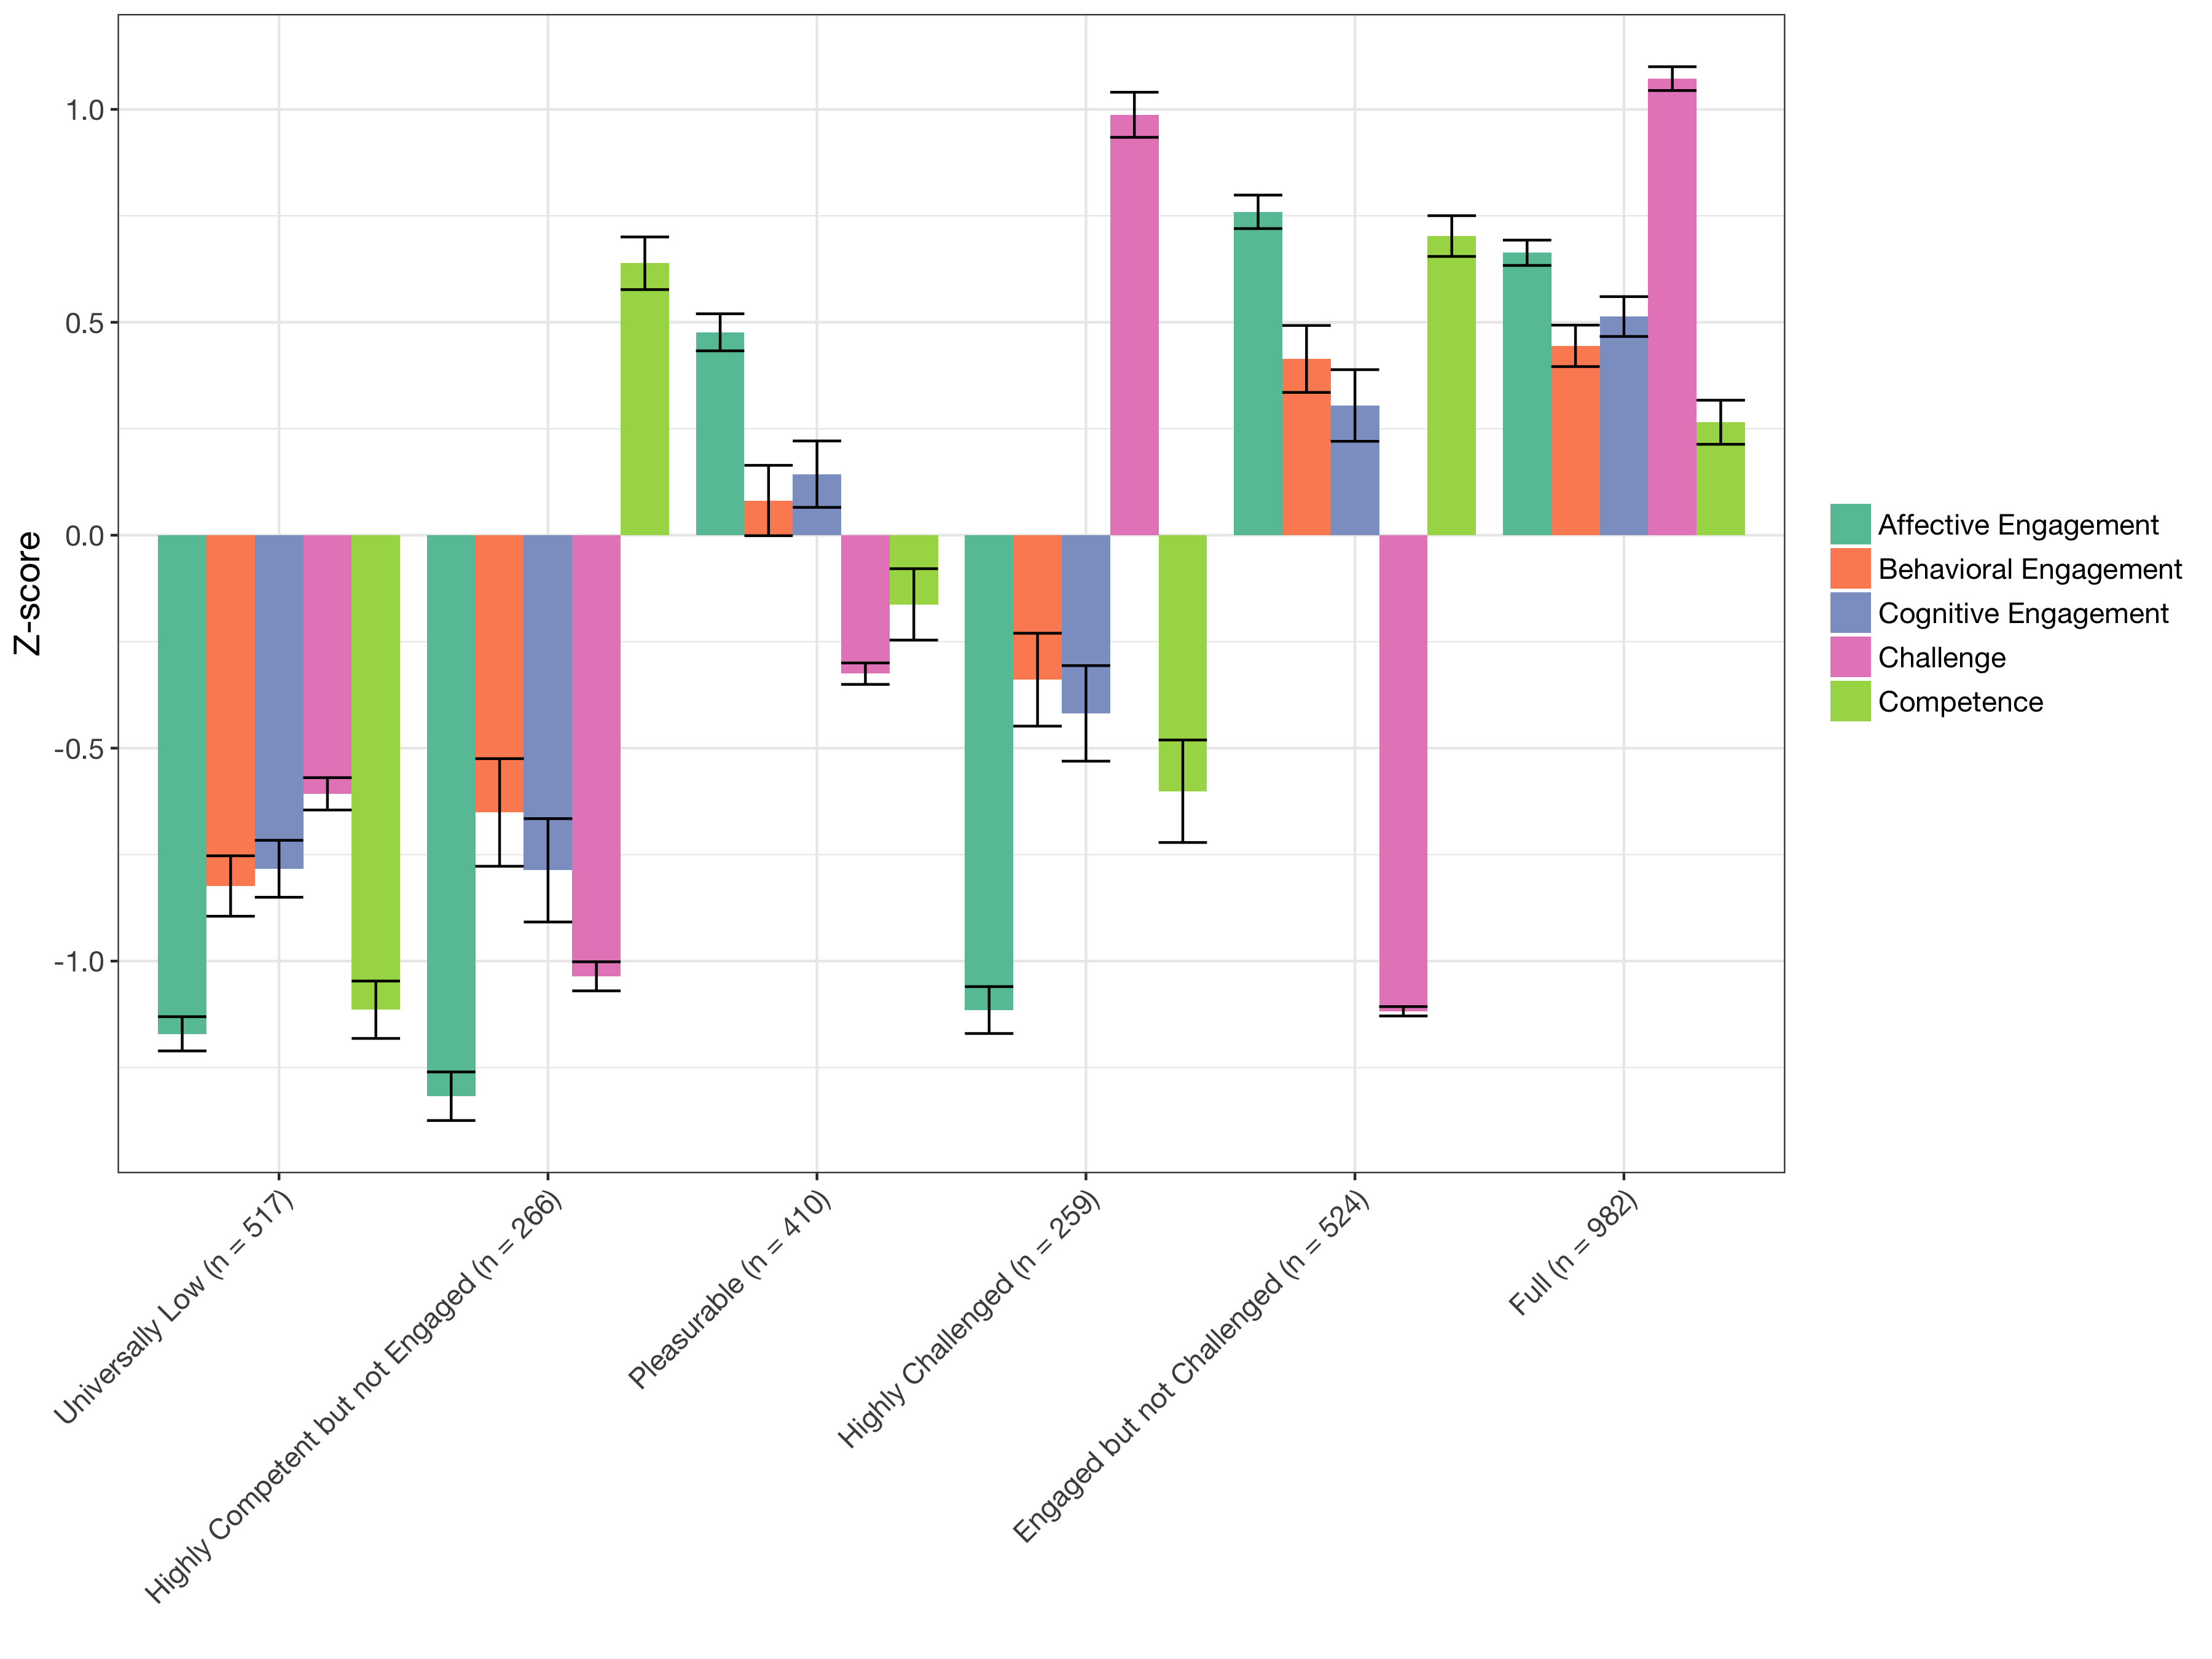 Z-score
1.0
0.5
0.0
-0.5
-1.0
Universally Low (n = 517)
Highly Competent but not Engaged (n = 266)
Pleasurable (n = 410)
Highly Challenged (n = 259)
Engaged but not Challenged (n = 524)
Full (n = 982)
Affective Engagement
Behavioral Engagement
Cognitive Engagement
Challenge
Competence